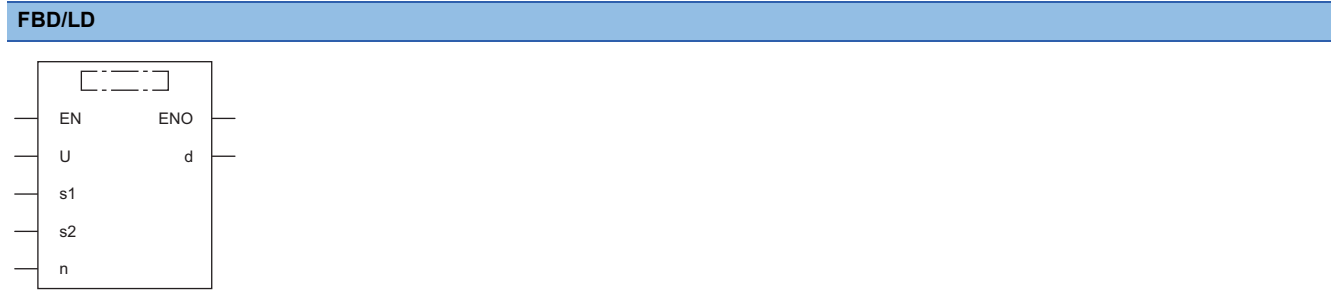 FBD/LD
EN ENO
U d
s1
s2
n